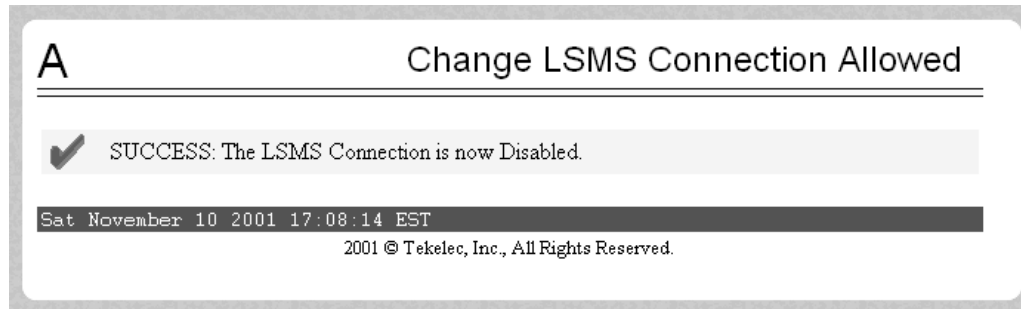 A
Change LSMS Connection Allowed
SUCCESS: The LSMS Connection is now Disabled.
Sat November 10 2001 17:08:14 EST
2001 © Tekelec, Inc., All Rights Reserved.